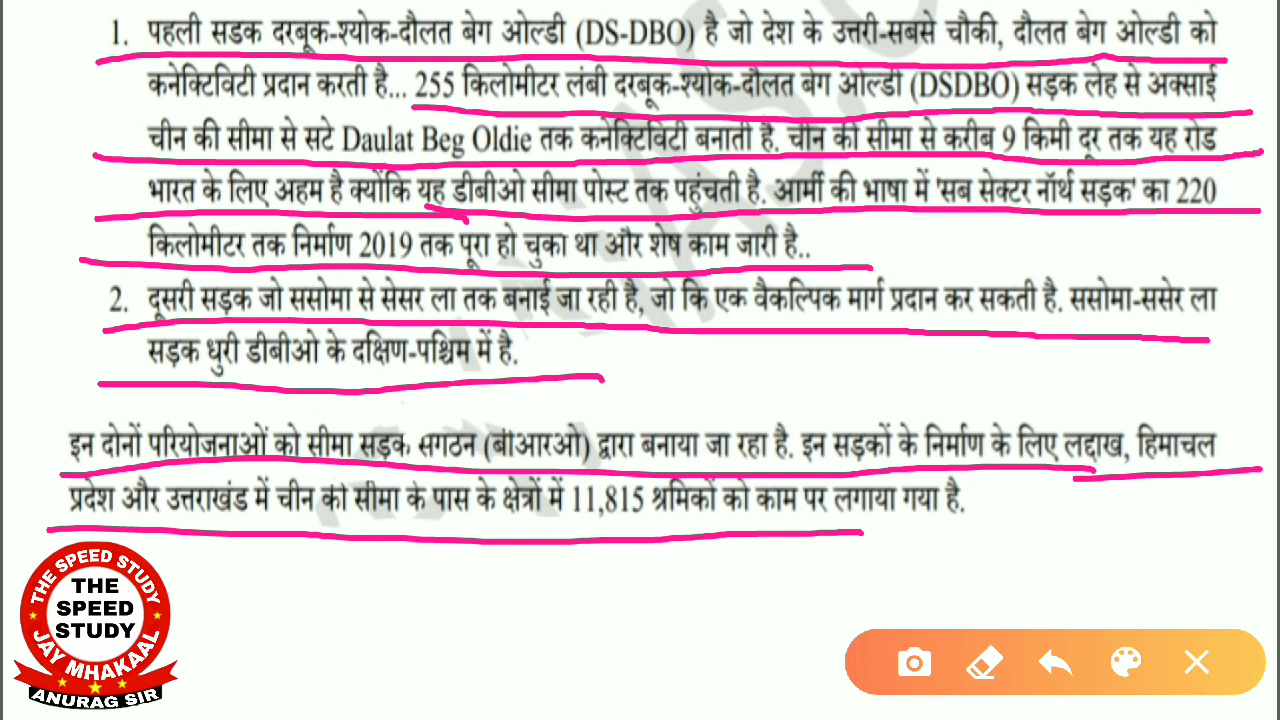 1. पहली सडक दरबूक-श्योक-दौलत बेग ओल्डी (DS-DBO) है जो देश के उत्तरी-सबसे चौकी, दौलत बेग ओल्डी को
कनेक्टिविटी प्रदान करती है... 255 किलोमीटर लंबी दरबूक-श्योक-दौलत बेग ओल्डी (DSDBO) सड़क लेह से अक्साई
चीन की सीमा से सटे Daulat Beg Oldie तक कनेक्टिविटी बनाती है. चीन की सीमा से करीब 9 किमी दूर तक यह रोड
भारत के लिए अहम है क्योंकि यह डीबीओ सीमा पोस्ट तक पहुंचती है. आर्मी की भाषा में 'सब सेक्टर नॉर्थ सड़क' का 220
किलोमीटर तक निर्माण 2019 तक पूरा हो चुका था और शेष काम जारी है..
2. दूसरी सड़क जो ससोमा से सेसर ला तक बनाई जा रही है, जो कि एक वैकल्पिक मार्ग प्रदान कर सकती है. ससोमा-ससेर ला
सड़क धुरी डीबीओ के दक्षिण-पश्चिम में है.
इन दोनों परियोजनाओं को सीमा सड़क संगठन (बीआरओ) द्वारा बनाया जा रहा है. इन सड़कों के निर्माण के लिए लद्दाख, हिमाचल
प्रदेश और उत्तराखंड में चीन की सीमा के पास के क्षेत्रों में 11,815 श्रमिकों को काम पर लगाया गया है.
THE SPEED STUDY
THE
SPEED
STUDY
JAY MHAKAAL
ANURAG SIR